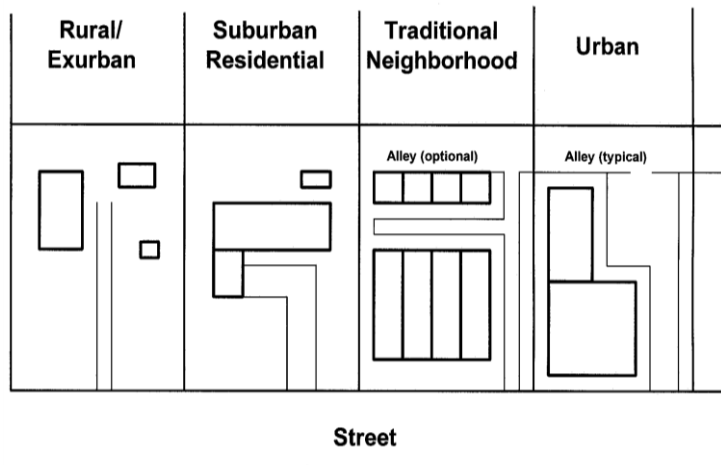 Rural/
Exurban
Suburban
Residential
Traditional
Neighborhood
Urban
Alley (optional)
Alley (typical)
Street